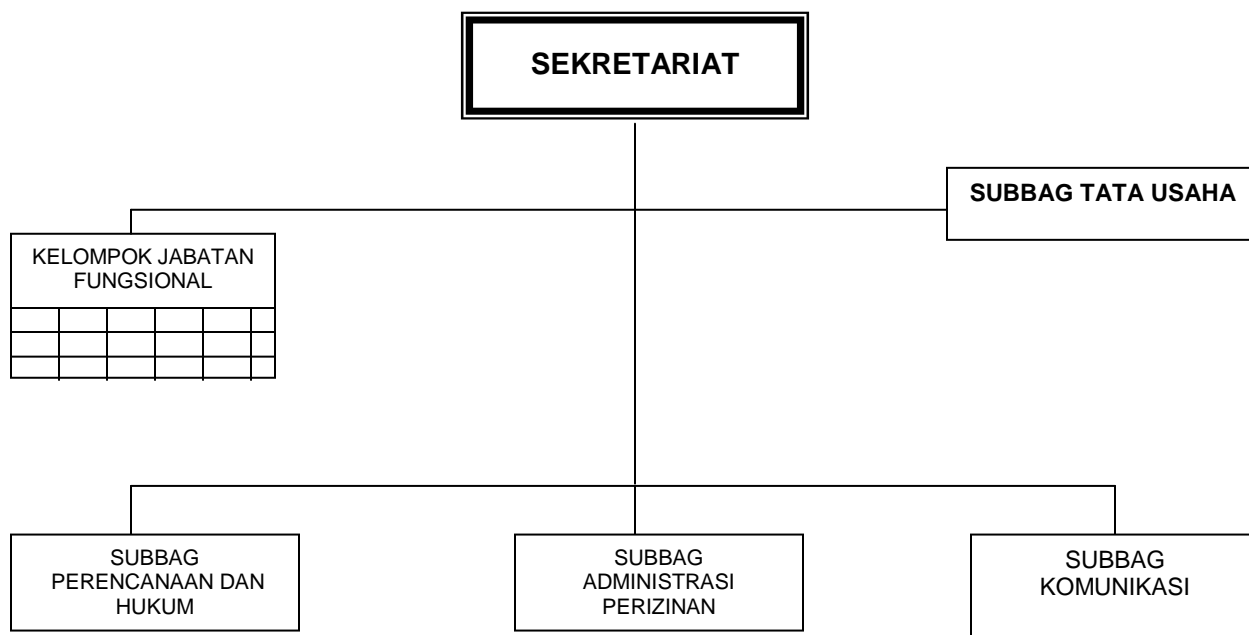 SEKRETARIAT
SUBBAG TATA USAHA
KELOMPOK JABATAN
FUNGSIONAL
SUBBAG
PERENCANAAN DAN
HUKUM
SUBBAG
ADMINISTRASI
PERIZINAN
SUBBAG
KOMUNIKASI